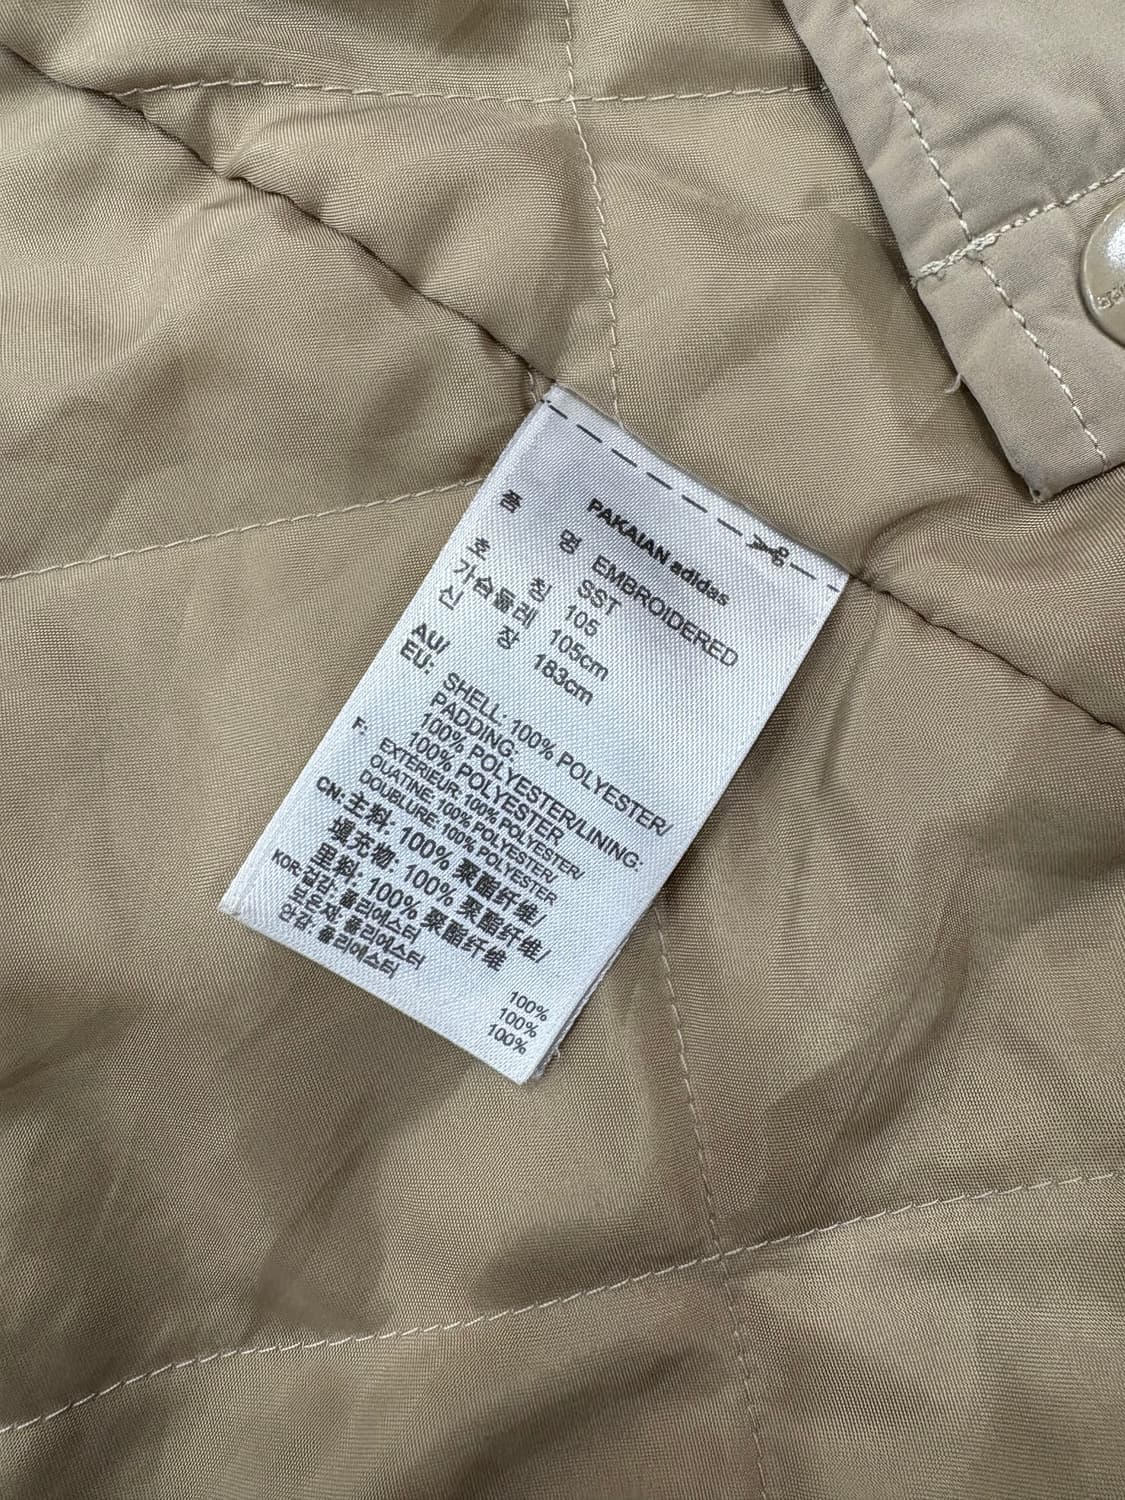 PAKAIAN adidas
품 명 EMBROIDERED
SST
호 칭 105
가슴둘레 105cm
신 장 183cm
AU/
EU: SHELL: 100% POLYESTER/
PADDING:
100% POLYESTER/LINING:
100% POLYESTER
F: EXTÉRIEUR: 100% POLYESTER/
OUATINE: 100% POLYESTER/
DOUBLURE: 100% POLYESTER
CN: 主料: 100% 聚酯纤维/
填充物: 100% 聚酯纤维/
里料: 100% 聚酯纤维
KOR: 겉감: 폴리에스터 100%
보온재: 폴리에스터 100%
안감: 폴리에스터 100%